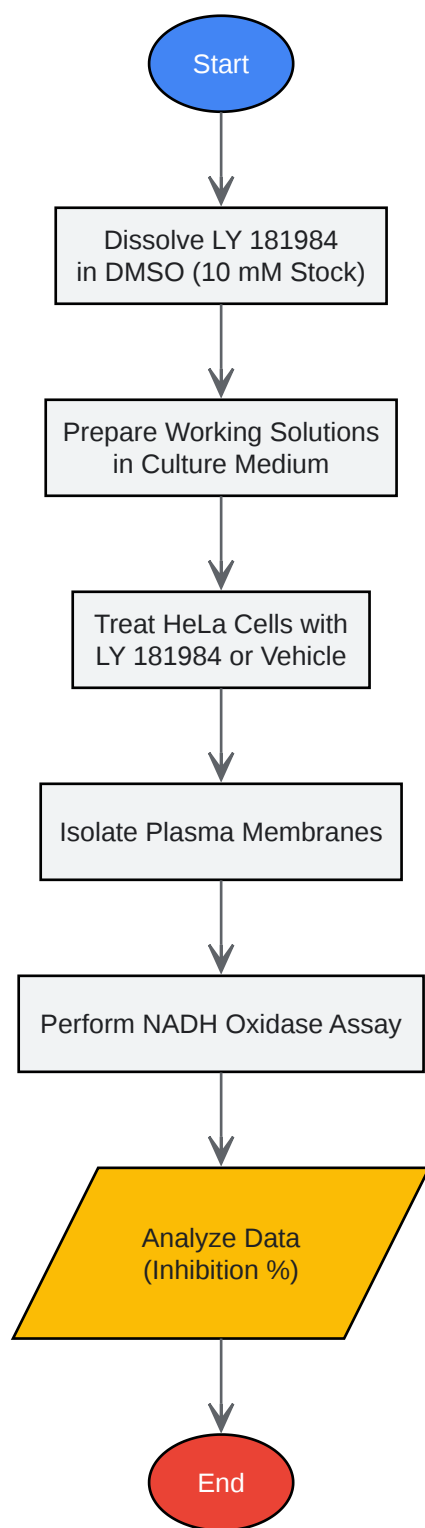 Start
Dissolve LY 181984
in DMSO (10 mM Stock)
Prepare Working Solutions
in Culture Medium
Treat HeLa Cells with
LY 181984 or Vehicle
Isolate Plasma Membranes
Perform NADH Oxidase Assay
Analyze Data
(Inhibition %)
End